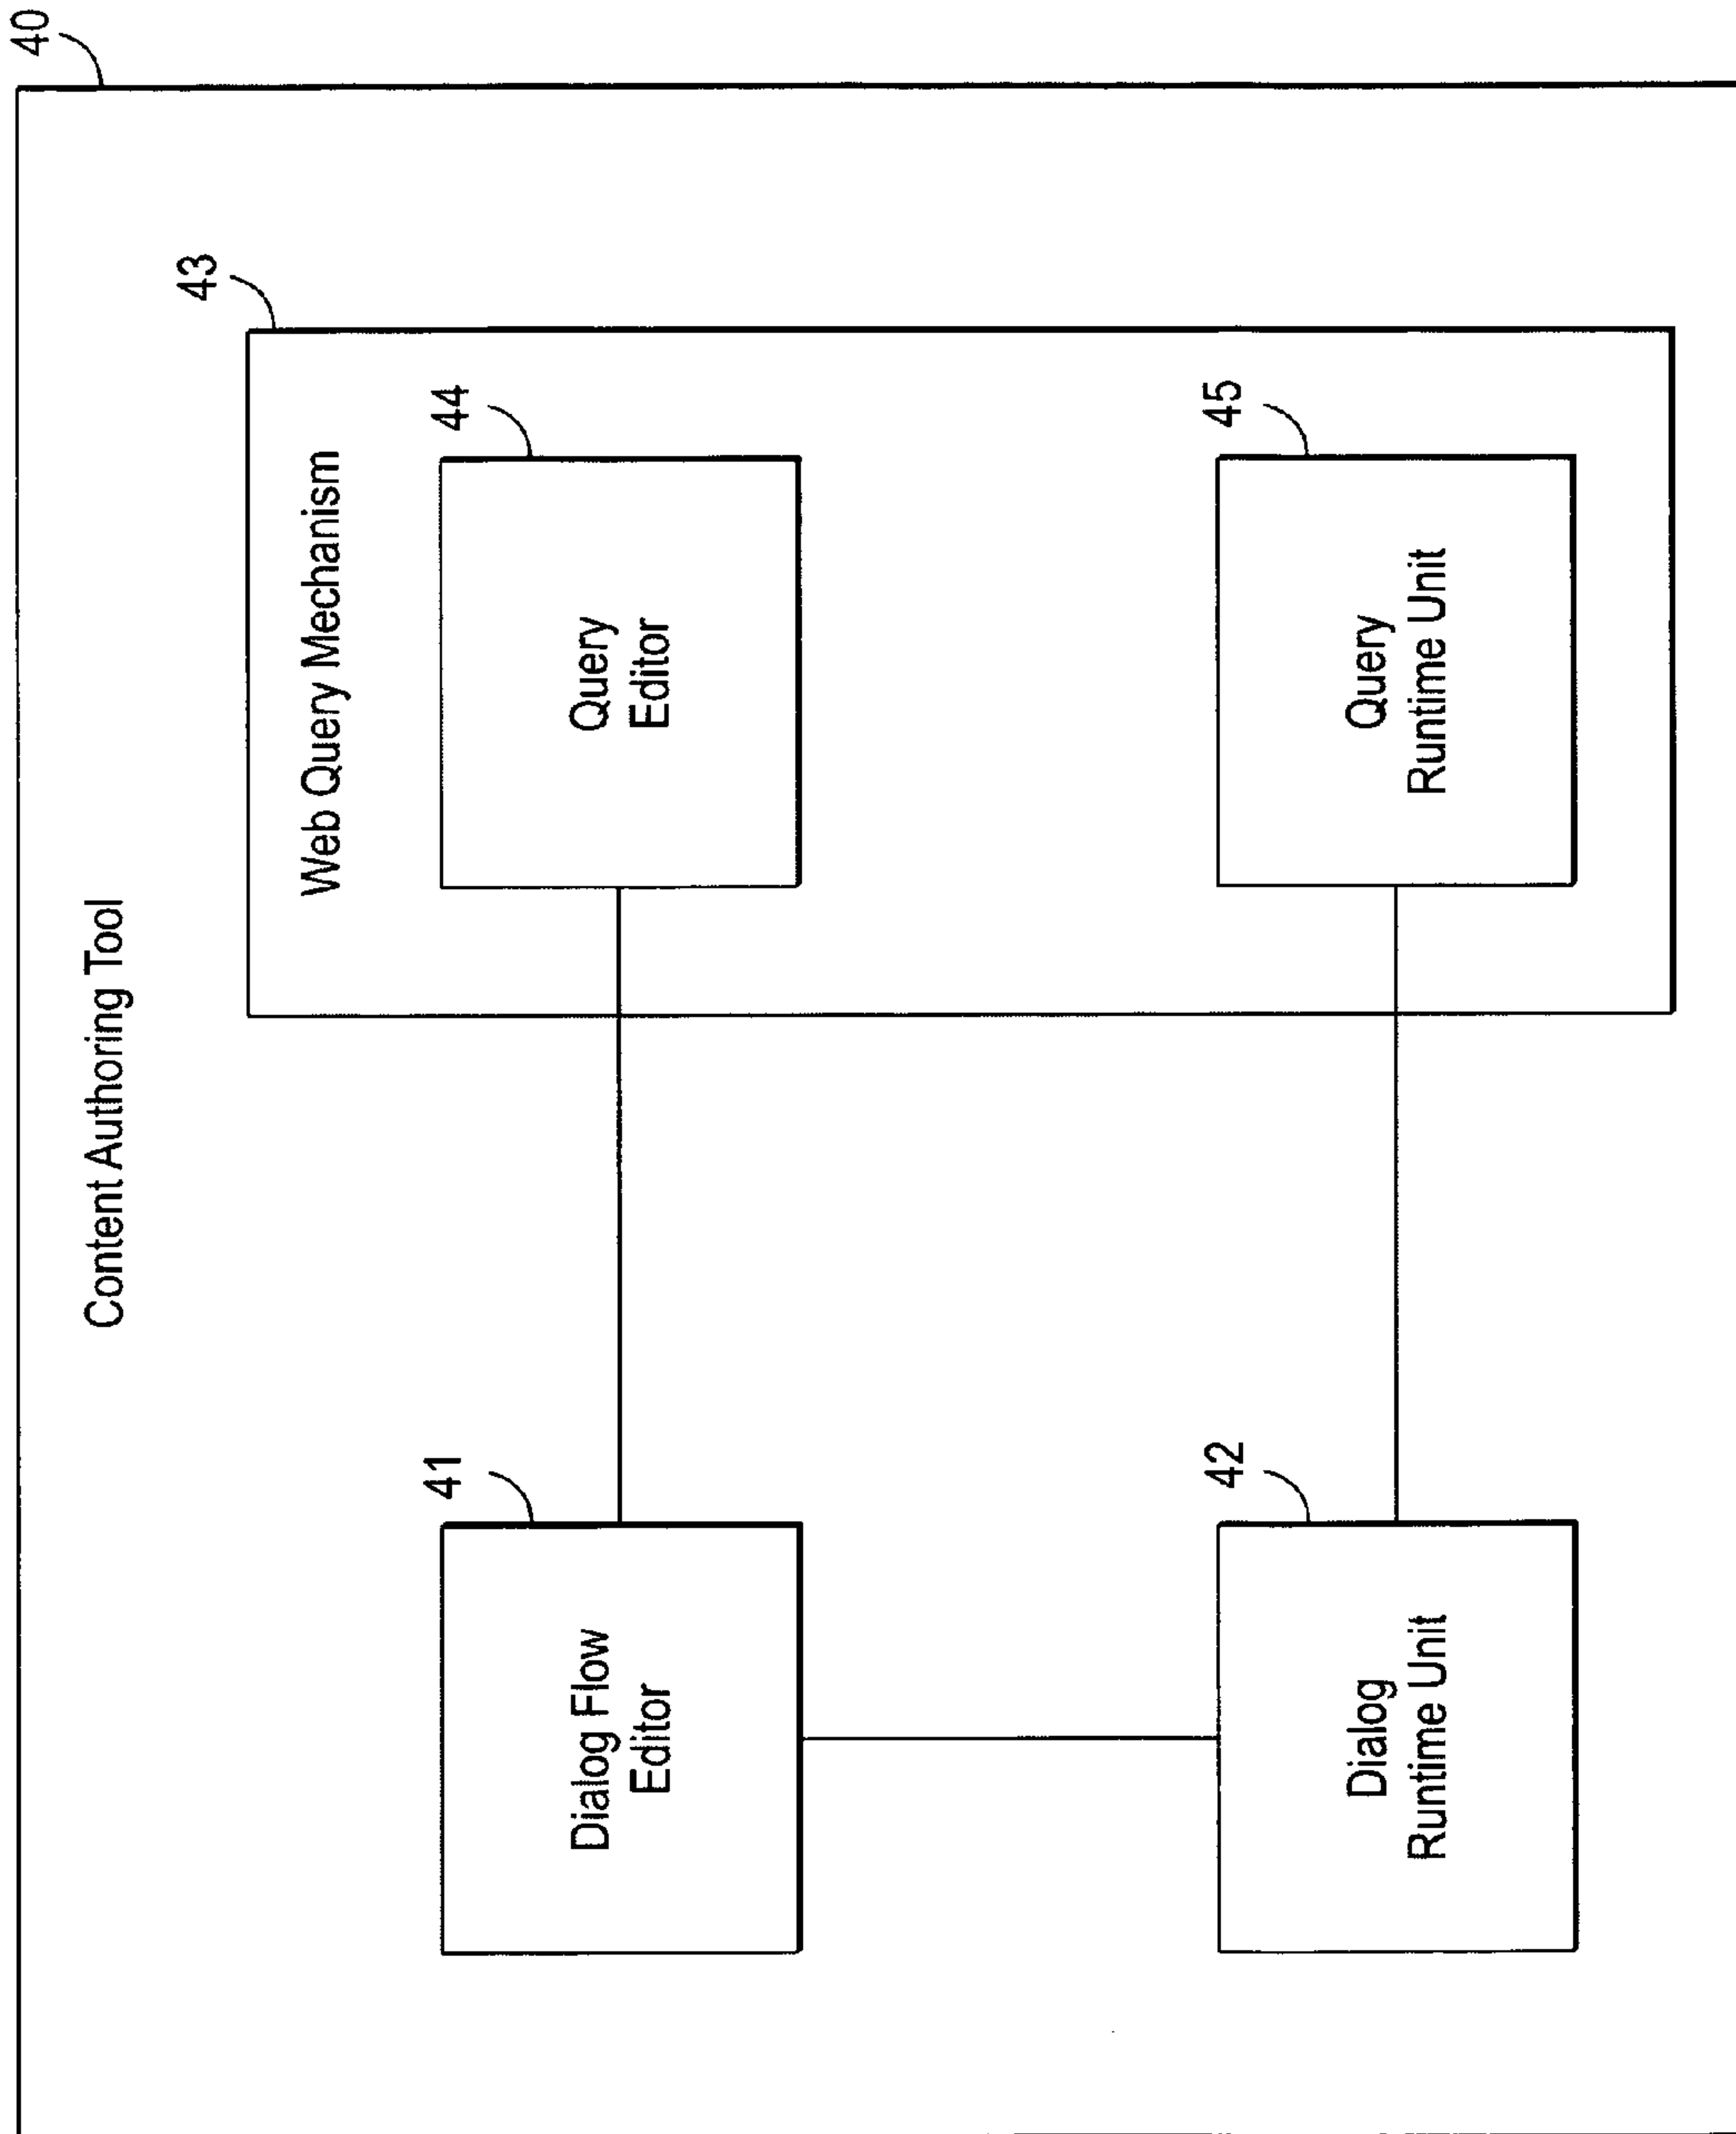 40
Content Authoring Tool
43
Web Query Mechanism
41
Dialog Flow
Editor
44
Query
Editor
42
Dialog
Runtime Unit
45
Query
Runtime Unit